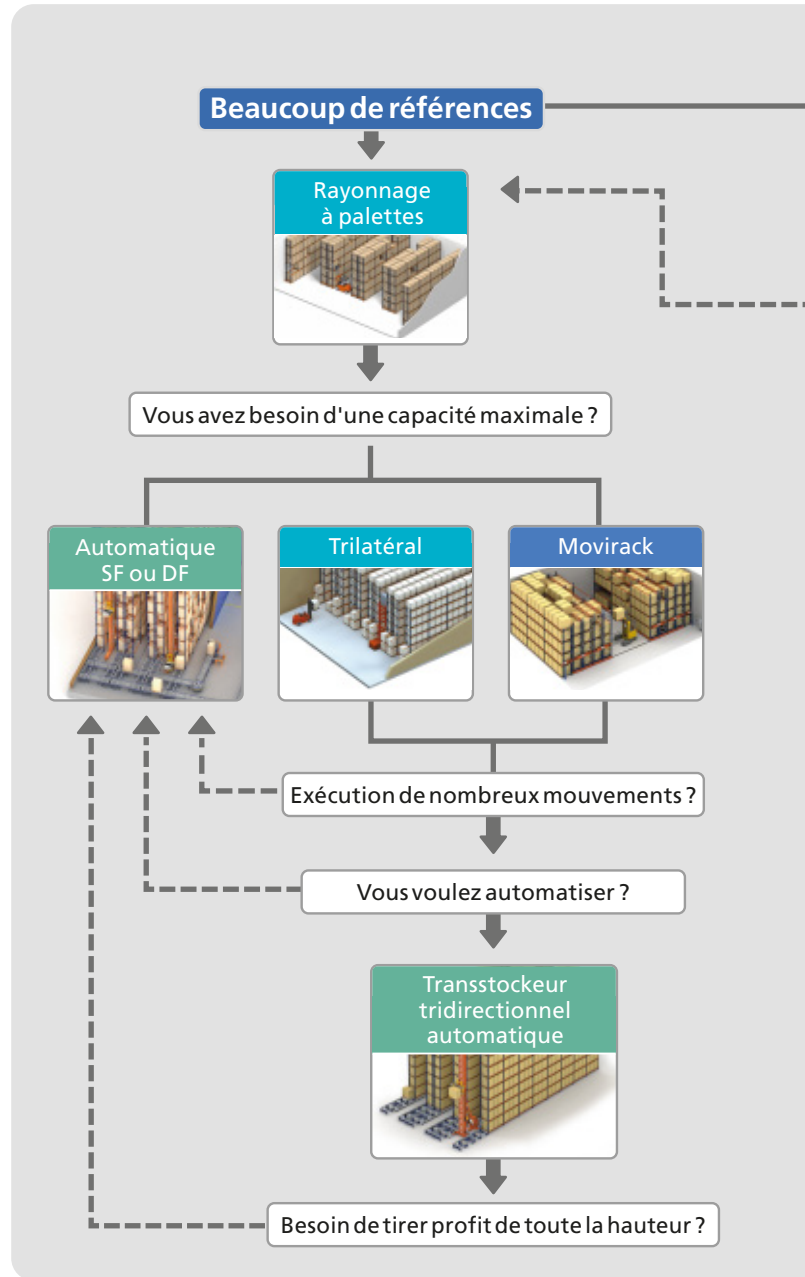 Beaucoup de références
Rayonnage
à palettes
Vous avez besoin d'une capacité maximale ?
Automatique
SF ou DF
Trilatéral
Movirack
Exécution de nombreux mouvements ?
Vous voulez automatiser ?
Transstockeur
tridirectionnel
automatique
Besoin de tirer profit de toute la hauteur ?